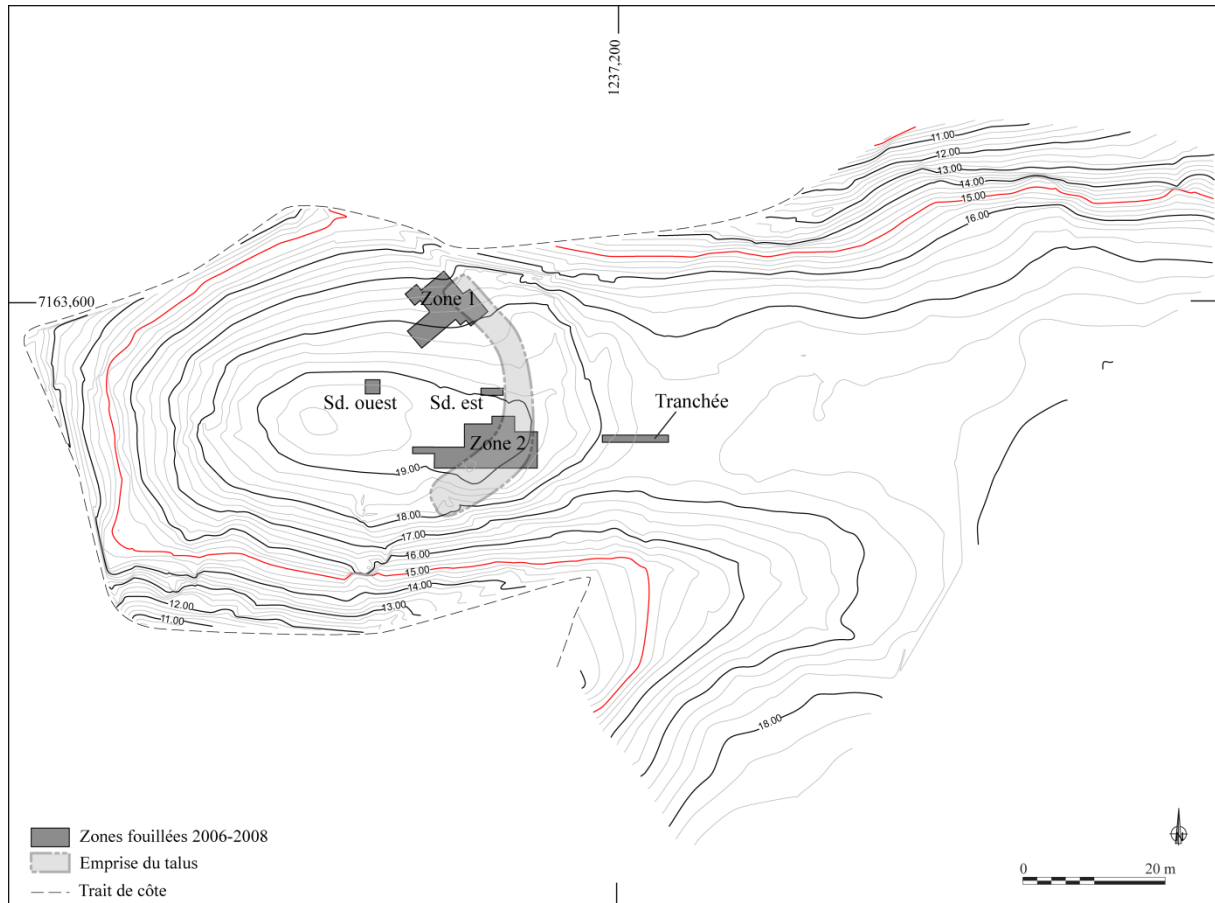 1237,200
11.00
12.00
13.00
14.00
15.00
16.00
7163,600
Zone 1
Sd. ouest
Sd. est
Tranchée
Zone 2
19.00
18.00
17.00
16.00
15.00
14.00
13.00
12.00
11.00
18.00
Zones fouillées 2006-2008
Emprise du talus
Trait de côte
N
0 20 m